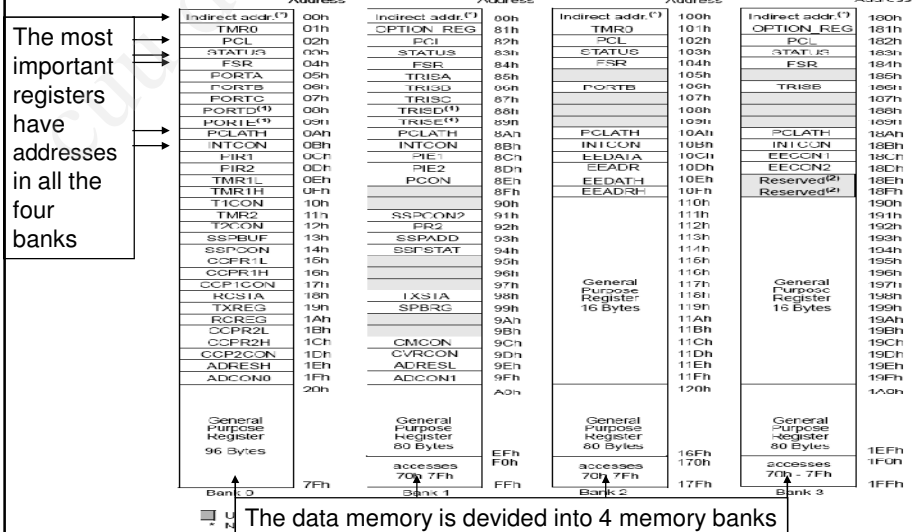 The most
important
registers
have
addresses
in all the
four
banks
Indirect addr.(*) 00h Indirect addr.(*) 80h Indirect addr.(*) 100h Indirect addr.(*) 180h
TMR0 01h OPTION_REG 81h TMR0 101h OPTION_REG 181h
PCL 02h PCL 82h PCL 102h PCL 182h
STATUS 03h STATUS 83h STATUS 103h STATUS 183h
FSR 04h FSR 84h FSR 104h FSR 184h
PORTA 05h TRISA 85h 105h 185h
PORTB 06h TRISB 86h PORTB 106h TRISB 186h
PORTC 07h TRISC 87h 107h 187h
PORTD(1) 08h TRISD(1) 88h 108h 188h
PORTE(1) 09h TRISE(1) 89h 109h 189h
PCLATH 0Ah PCLATH 8Ah PCLATH 10Ah PCLATH 18Ah
INTCON 0Bh INTCON 8Bh INTCON 10Bh INTCON 18Bh
PIR1 0Ch PIE1 8Ch EEDATA 10Ch EECON1 18Ch
PIR2 0Dh PIE2 8Dh EEADR 10Dh EECON2 18Dh
TMR1L 0Eh PCON 8Eh EEDATH 10Eh Reserved(2) 18Eh
TMR1H 0Fh 8Fh EEADRH 10Fh Reserved(2) 18Fh
T1CON 10h 90h 110h 190h
TMR2 11h SSPCON2 91h 111h 191h
T2CON 12h PR2 92h 112h 192h
SSPBUF 13h SSPADD 93h 113h 193h
SSPCON 14h SSPSTAT 94h 114h 194h
CCPR1L 15h 95h 115h 195h
CCPR1H 16h 96h 116h 196h
CCP1CON 17h 97h General 117h General 197h
RCSTA 18h TXSTA 98h Purpose Register 118h Purpose Register 198h
TXREG 19h SPBRG 99h 16 Bytes 119h 16 Bytes 199h
RCREG 1Ah 9Ah 11Ah 19Ah
CCPR2L 1Bh 9Bh 11Bh 19Bh
CCPR2H 1Ch CMCON 9Ch 11Ch 19Ch
CCP2CON 1Dh CVRCON 9Dh 11Dh 19Dh
ADRESH 1Eh ADRESL 9Eh 11Eh 19Eh
ADCON0 1Fh ADCON1 9Fh 11Fh 19Fh
20h A0h 120h 1A0h
General General General General
Purpose Purpose Purpose Purpose
Register Register Register Register
96 Bytes 80 Bytes 80 Bytes 80 Bytes
EFh 16Fh 1EFh
accesses F0h accesses 170h accesses 1F0h
70h-7Fh 70h-7Fh 70h - 7Fh
7Fh FFh 17Fh 1FFh
Bank 0 Bank 1 Bank 2 Bank 3
The data memory is devided into 4 memory banks